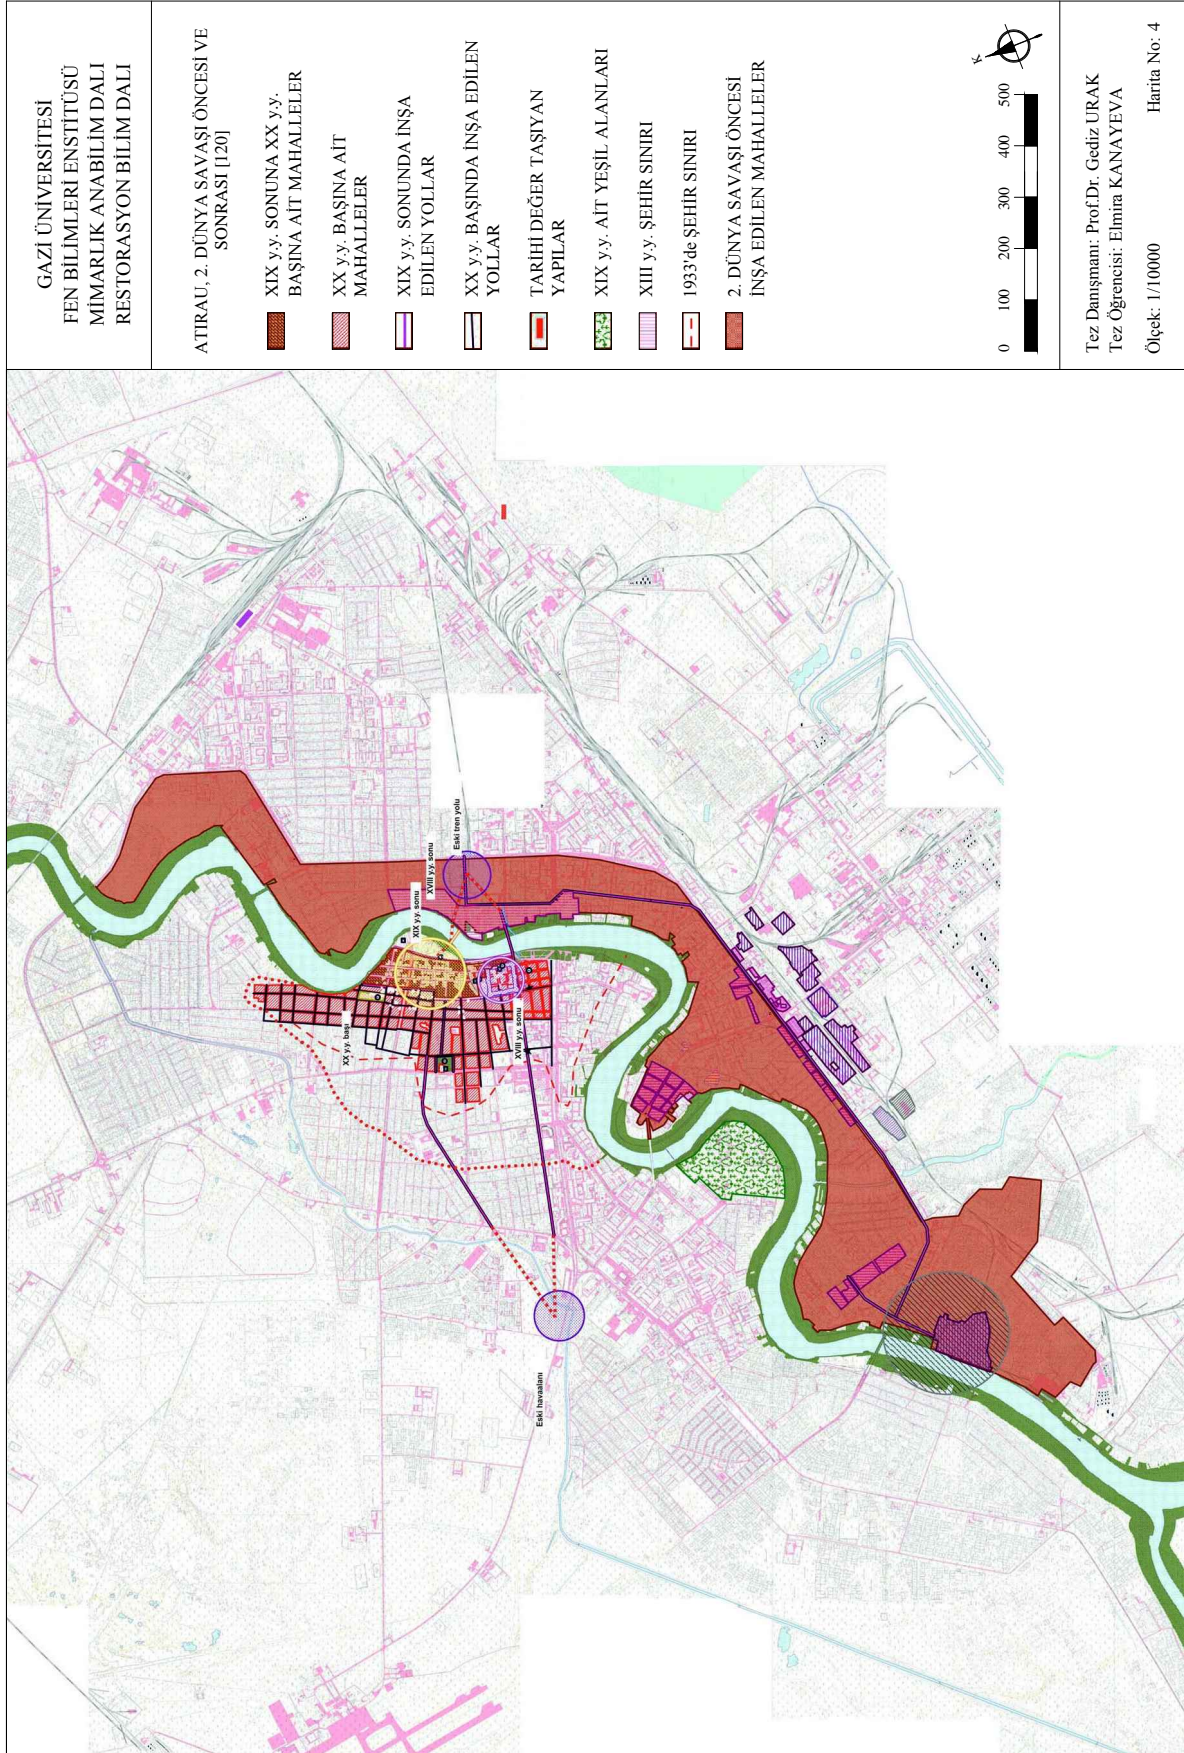 GAZİ ÜNİVERSİTESİ
FEN BİLİMLERİ ENSTİTÜSÜ
MİMARLIK ANABİLİM DALI
RESTORASYON BİLİM DALI
ATIRAU, 2. DÜNYA SAVAŞI ÖNCESİ VE
SONRASI [120]
XIX y.y. SONUNA XX y.y.
BAŞINA AİT MAHALLELER
XX y.y. BAŞINA AİT
MAHALLELER
XIX y.y. SONUNDA İNŞA
EDİLEN YOLLAR
XX y.y. BAŞINDA İNŞA EDİLEN
YOLLAR
TARİHİ DEĞER TAŞIYAN
YAPILAR
XIX y.y. AİT YEŞİL ALANLARI
XIII y.y. ŞEHİR SINIRI
1933'de ŞEHİR SINIRI
2. DÜNYA SAVAŞI ÖNCESİ
İNŞA EDİLEN MAHALLELER
0 100 200 300 400 500
K
Tez Danışmanı: Prof.Dr. Gediz URAK
Tez Öğrencisi: Elmira KANAYEVA
Ölçek: 1/10000 Harita No: 4
XX y.y. başı
XIX y.y. sonu
XVIII y.y. sonu
Eski tren yolu
XVIII y.y. sonu
Eski havaalanı